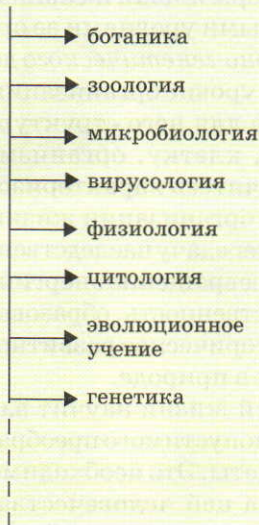 ботаника
зоология
микробиология
вирусология
физиология
цитология
эволюционное
учение
генетика